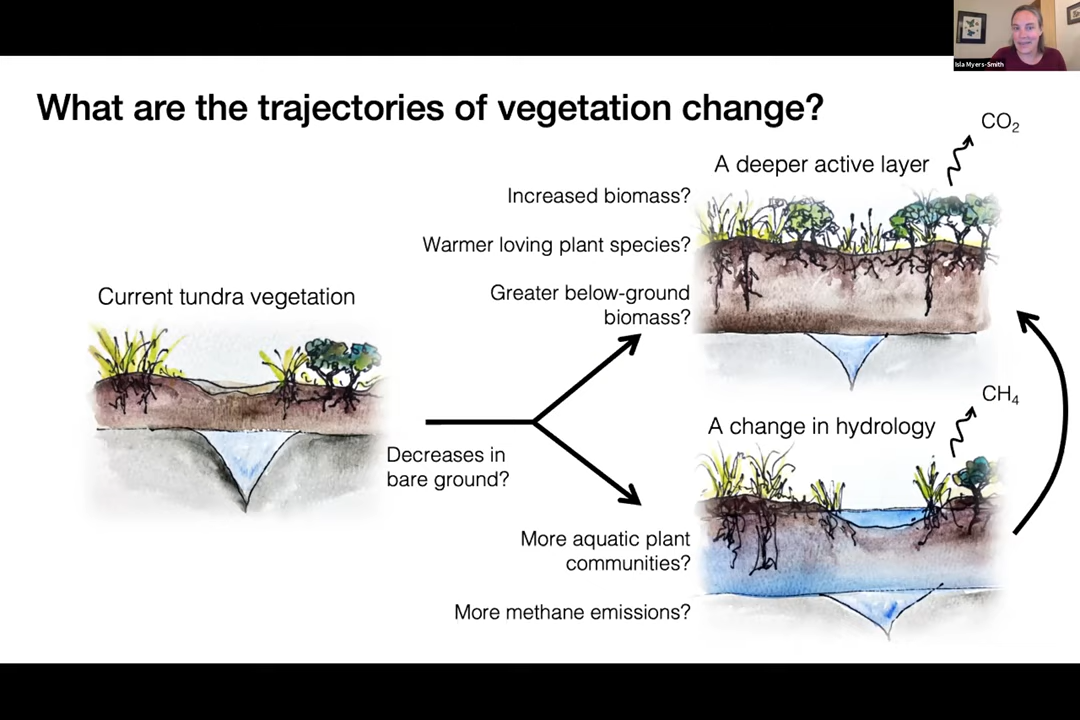 Isla Myers-Smith
What are the trajectories of vegetation change?
CO₂
A deeper active layer
Increased biomass?
Warmer loving plant species?
Greater below-ground
biomass?
Current tundra vegetation
Decreases in
bare ground?
CH₄
A change in hydrology
More aquatic plant
communities?
More methane emissions?